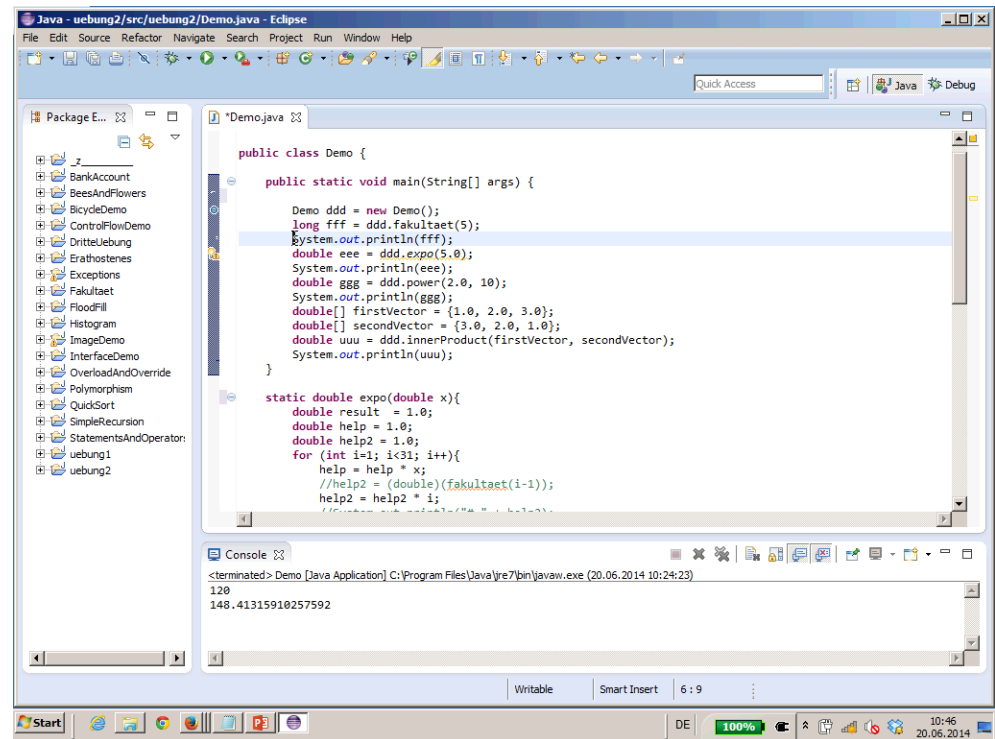 Java - uebung2/src/uebung2/Demo.java - Eclipse
File Edit Source Refactor Navigate Search Project Run Window Help
Quick Access
Java
Debug
Package E...
_z________
BankAccount
BeesAndFlowers
BicycleDemo
ControlFlowDemo
DritteUebung
Erathostenes
Exceptions
Fakultaet
FloodFill
Histogram
ImageDemo
InterfaceDemo
OverloadAndOverride
Polymorphism
QuickSort
SimpleRecursion
StatementsAndOperator
uebung1
uebung2
*Demo.java
public class Demo {
public static void main(String[] args) {
Demo ddd = new Demo();
long fff = ddd.fakultaet(5);
System.out.println(fff);
double eee = ddd.expo(5.0);
System.out.println(eee);
double ggg = ddd.power(2.0, 10);
System.out.println(ggg);
double[] firstVector = {1.0, 2.0, 3.0};
double[] secondVector = {3.0, 2.0, 1.0};
double uuu = ddd.innerProduct(firstVector, secondVector);
System.out.println(uuu);
}
static double expo(double x){
double result  = 1.0;
double help = 1.0;
double help2 = 1.0;
for (int i=1; i<31; i++){
help = help * x;
//help2 = (double)(fakultaet(i-1));
help2 = help2 * i;
Console
<terminated> Demo [Java Application] C:\Program Files\Java\jre7\bin\javaw.exe (20.06.2014 10:24:23)
120
148.41315910257592
Writable
Smart Insert
6 : 9
Start
DE
100%
10:46
20.06.2014